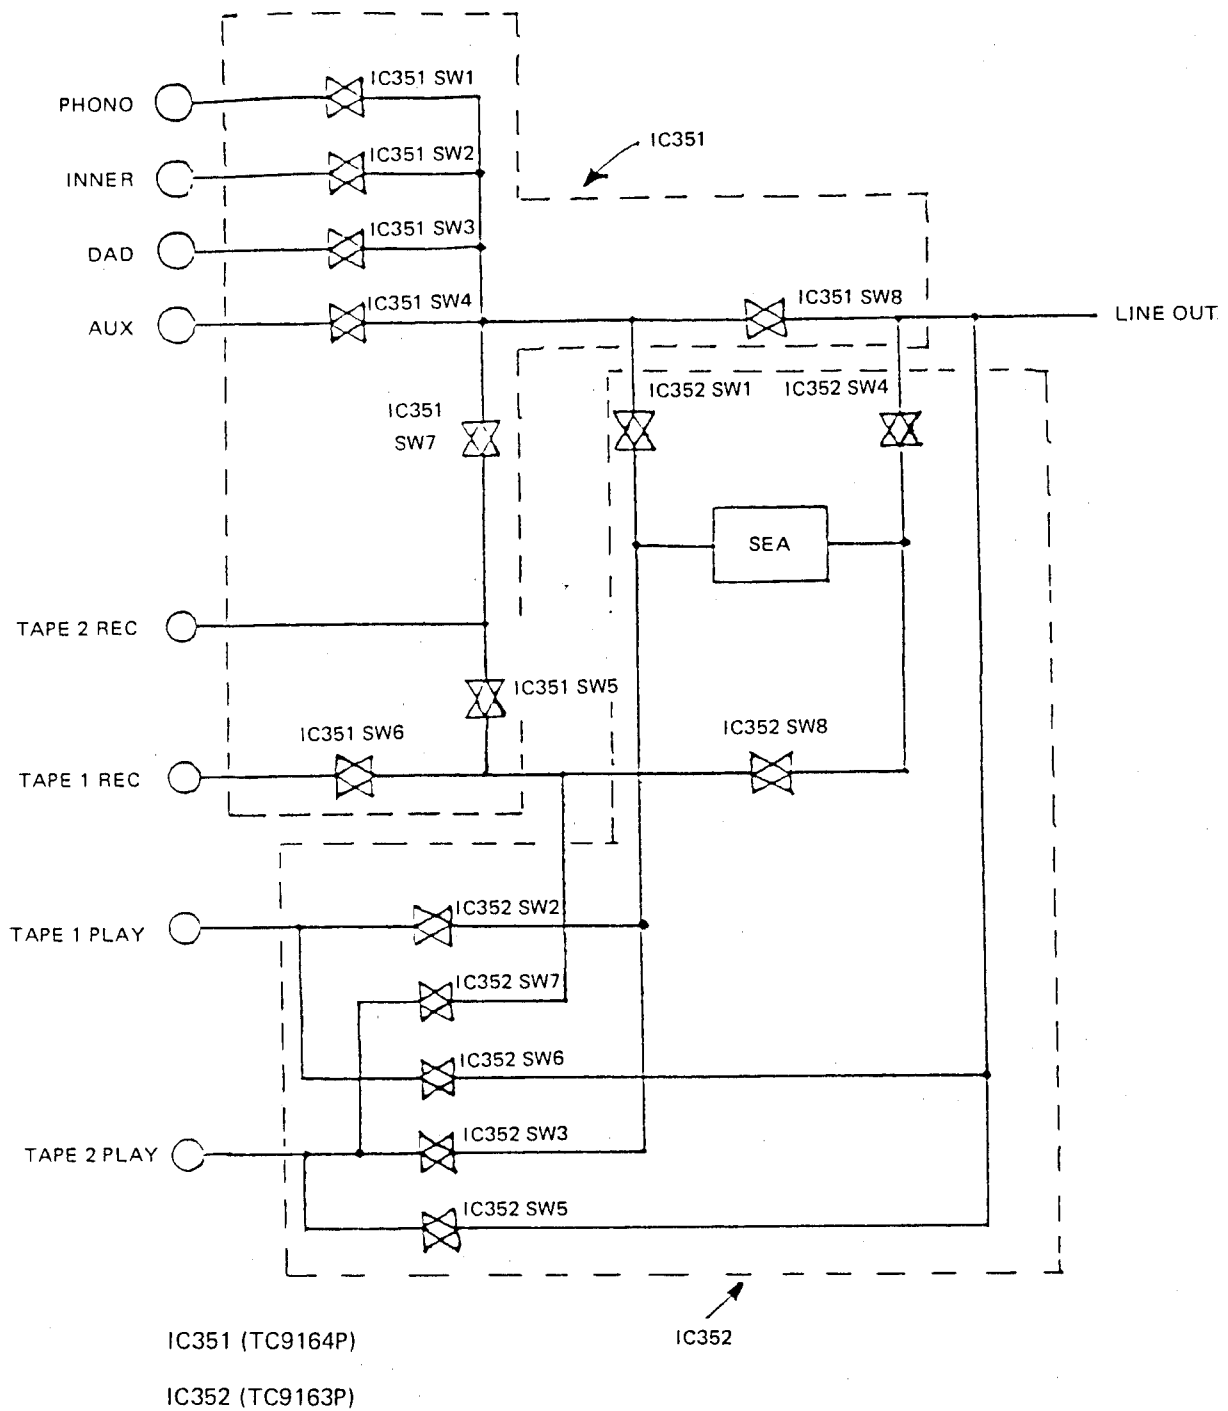 IC351 SW1
PHONO
IC351
IC351 SW2
INNER
IC351 SW3
DAD
IC351 SW4
IC351 SW8
AUX
LINE OUT
IC352 SW1
IC352 SW4
IC351
SW7
SEA
TAPE 2 REC
IC351 SW5
IC351 SW6
IC352 SW8
TAPE 1 REC
IC352 SW2
TAPE 1 PLAY
IC352 SW7
IC352 SW6
IC352 SW3
TAPE 2 PLAY
IC352 SW5
IC352
IC351 (TC9164P)
IC352 (TC9163P)